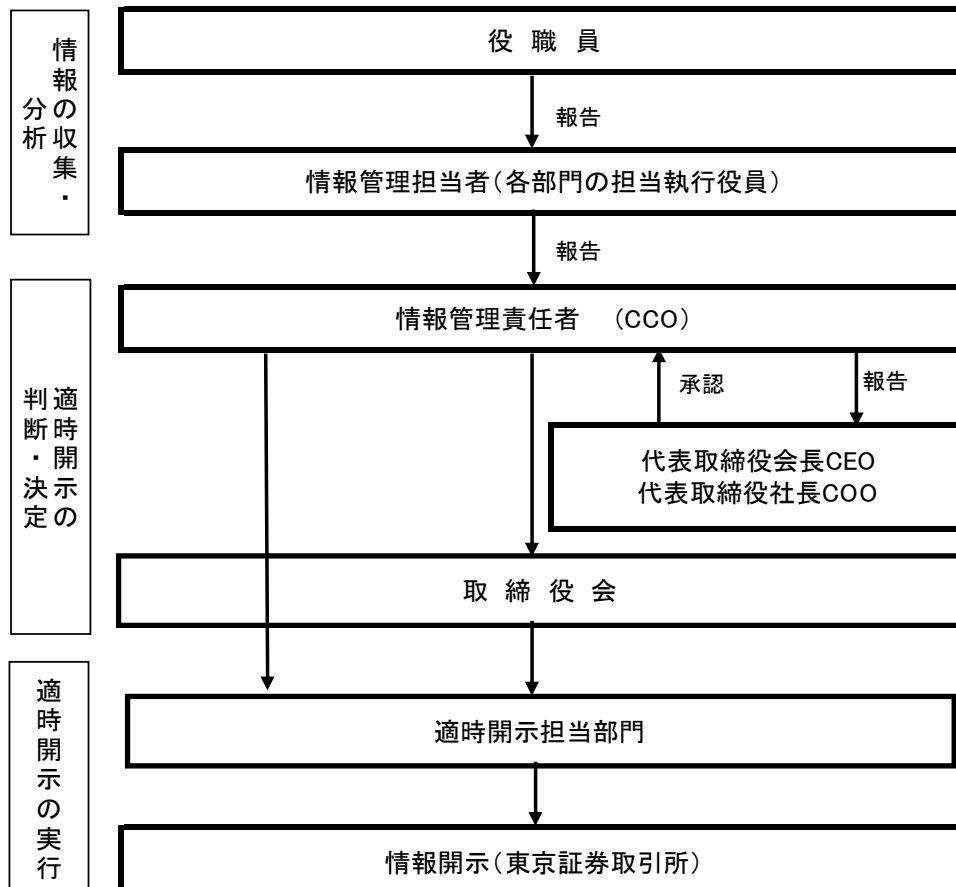 情報の収集・
分析
役 職 員
報告
情報管理担当者(各部門の担当執行役員)
報告
適時開示の
判断・決定
情報管理責任者 (CCO)
承認
報告
代表取締役会長CEO
代表取締役社長COO
取 締 役 会
適時開示の実行
適時開示担当部門
情報開示(東京証券取引所)